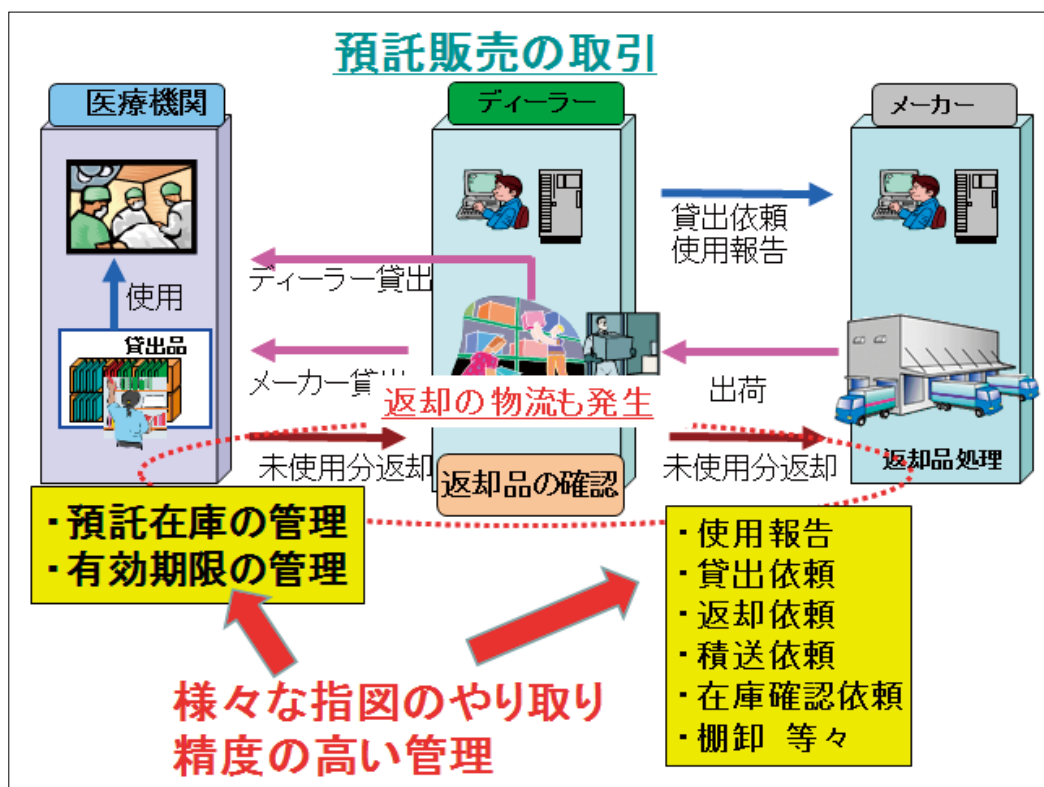 預託販売の取引
医療機関
ディーラー
メーカー
貸出依頼
使用報告
ディーラー貸出
使用
貸出品
メーカー貸
出荷
返却の物流も発生
未使用分返却
未使用分返却
返却品の確認
返却品処理
・預託在庫の管理
・有効期限の管理
・使用報告
・貸出依頼
・返却依頼
・積送依頼
・在庫確認依頼
・棚卸 等々
様々な指図のやり取り
精度の高い管理